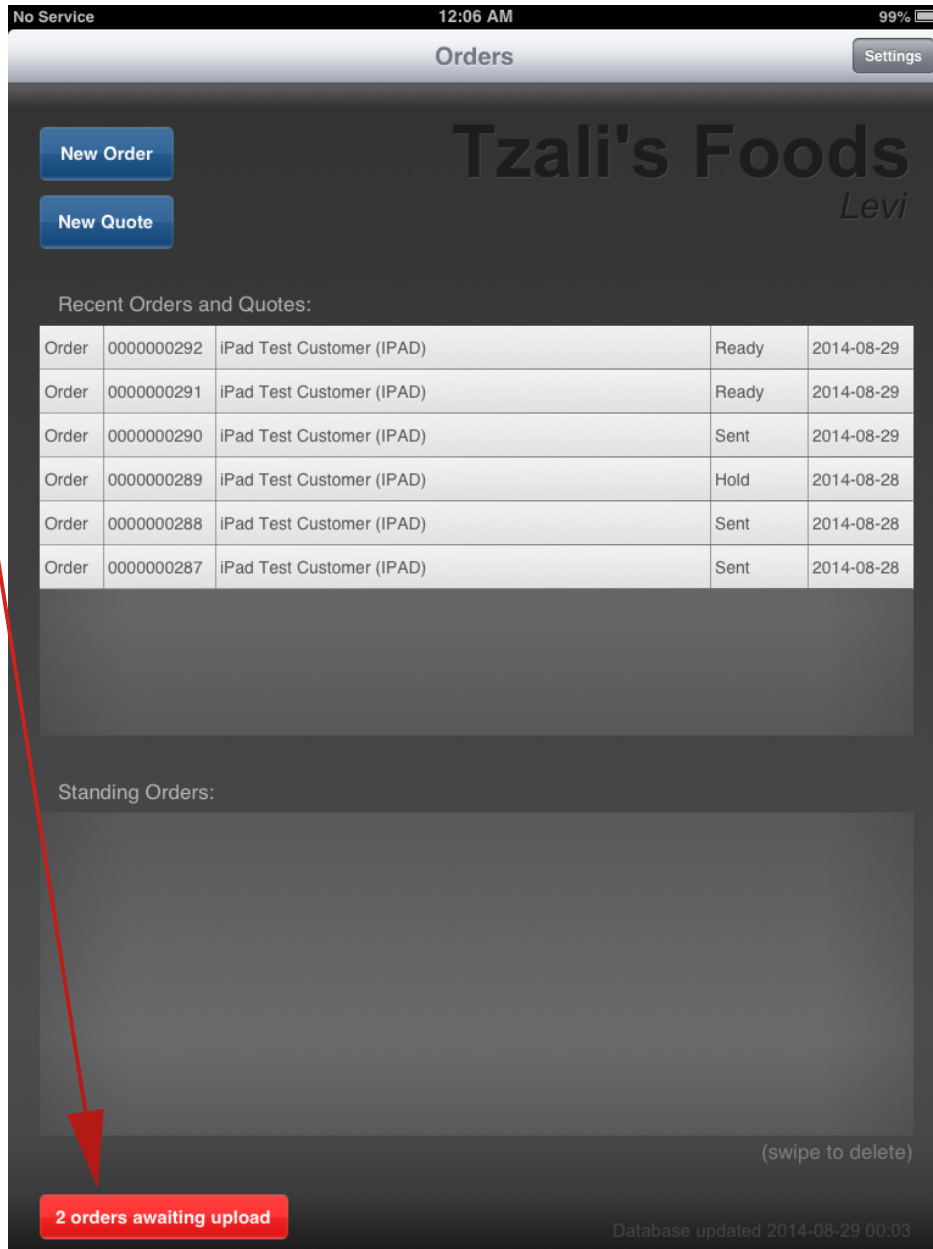 No Service 12:06 AM 99%
Orders Settings
New Order
Tzali's Foods
Levi
New Quote
Recent Orders and Quotes:
Order 0000000292 iPad Test Customer (IPAD) Ready 2014-08-29
Order 0000000291 iPad Test Customer (IPAD) Ready 2014-08-29
Order 0000000290 iPad Test Customer (IPAD) Sent 2014-08-29
Order 0000000289 iPad Test Customer (IPAD) Hold 2014-08-28
Order 0000000288 iPad Test Customer (IPAD) Sent 2014-08-28
Order 0000000287 iPad Test Customer (IPAD) Sent 2014-08-28
Standing Orders:
(swipe to delete)
2 orders awaiting upload
Database updated 2014-08-29 00:03